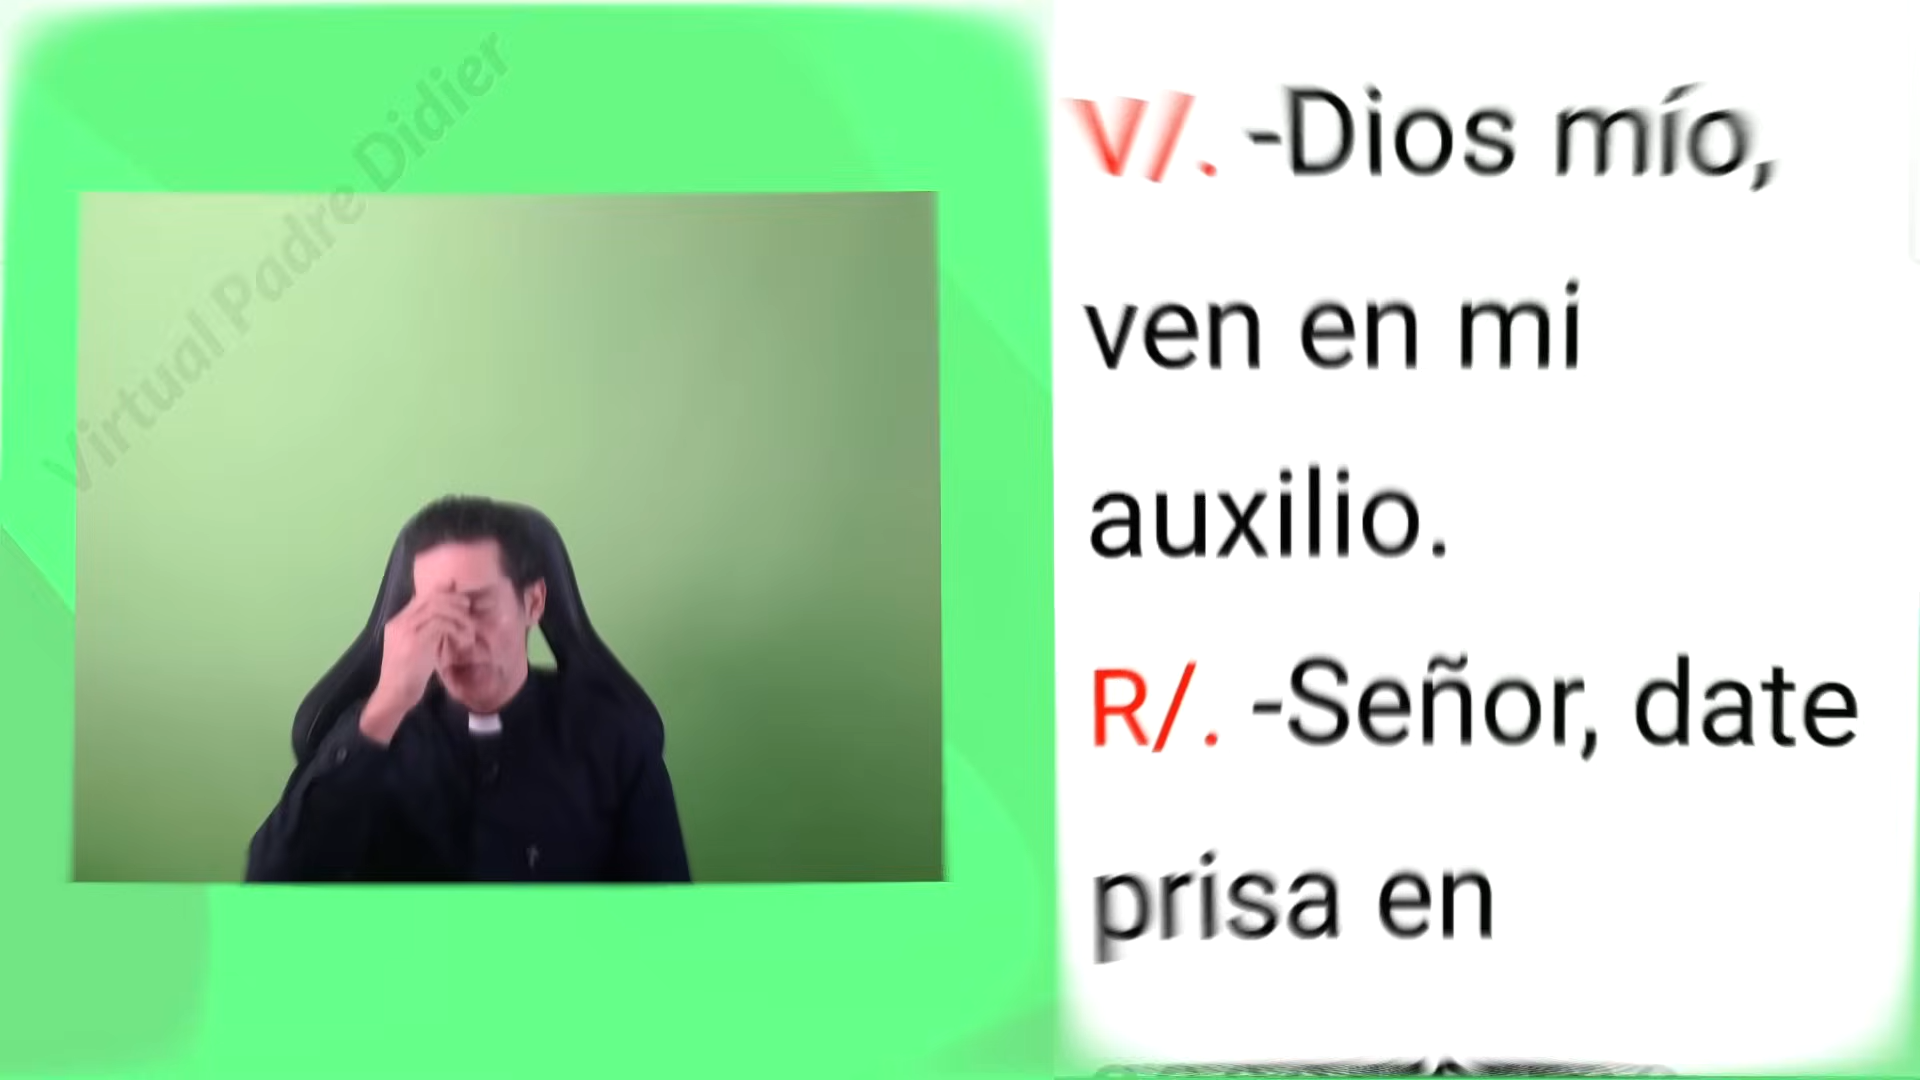 Virtual Padre Didier
V/. -Dios mío,
ven en mi
auxilio.
R/. -Señor, date
prisa en